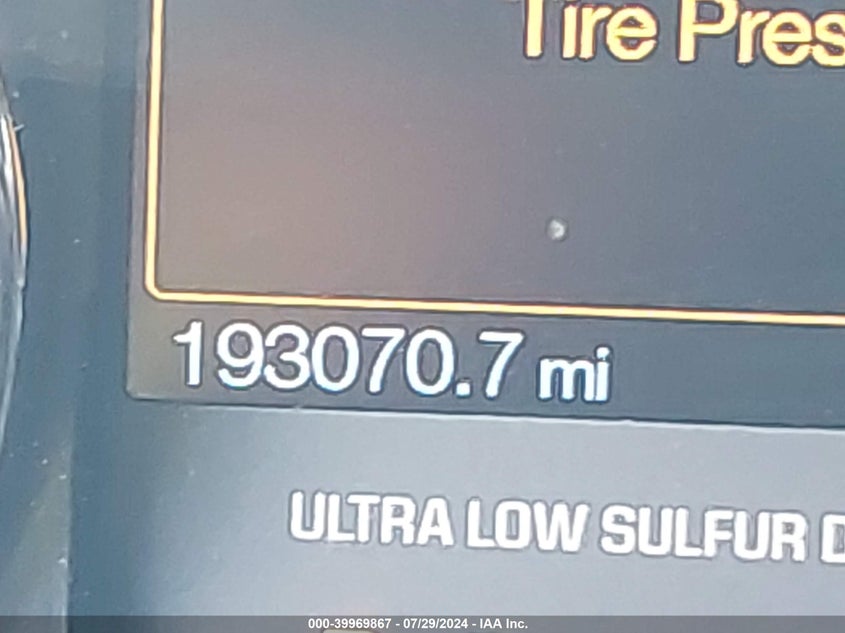 Tire Pres
193070.7 mi
ULTRA LOW SULFUR D
000-39969867 - 07/29/2024 - IAA Inc.